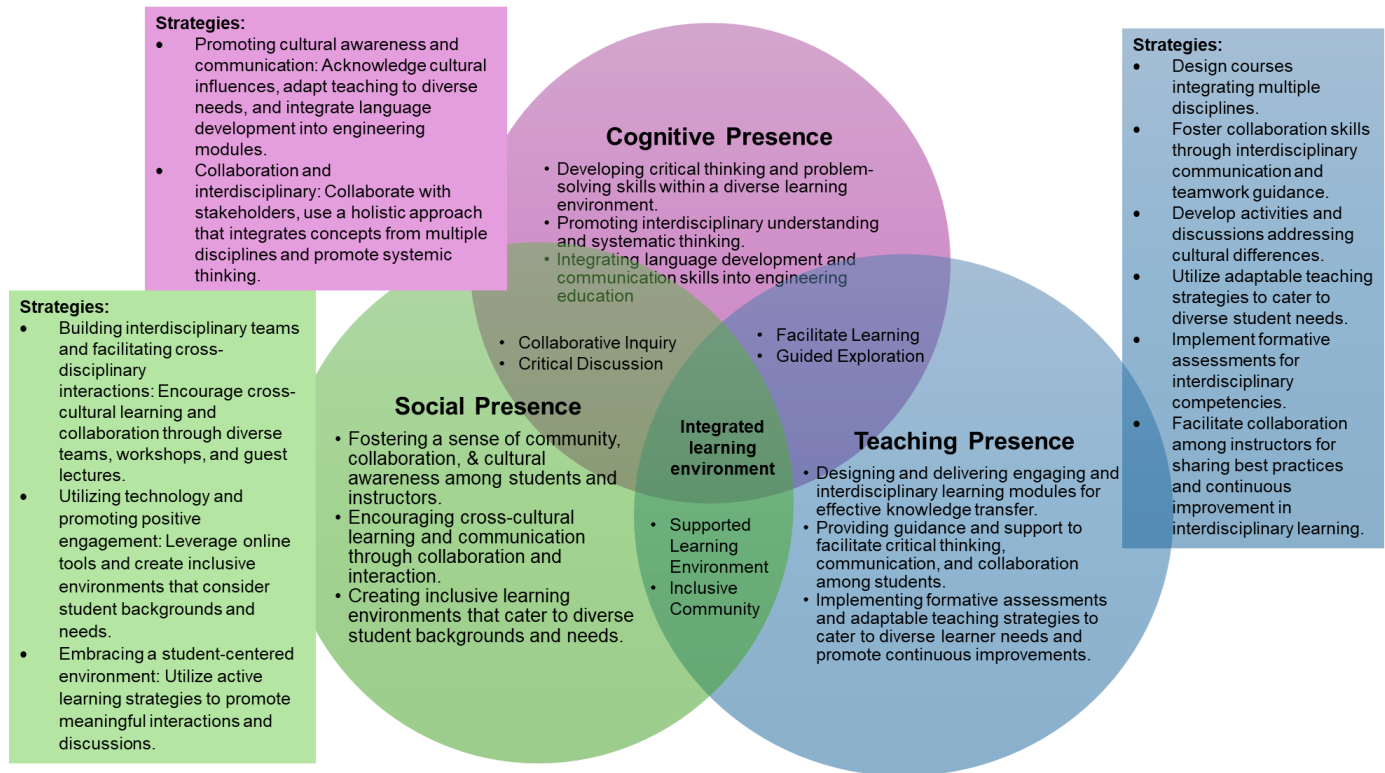 Strategies:
• Promoting cultural awareness and
communication: Acknowledge cultural
influences, adapt teaching to diverse
needs, and integrate language
development into engineering
modules.
• Collaboration and
interdisciplinary: Collaborate with
stakeholders, use a holistic approach
that integrates concepts from multiple
disciplines and promote systemic
thinking.
Cognitive Presence
• Developing critical thinking and problem-
solving skills within a diverse learning
environment.
• Promoting interdisciplinary understanding
and systematic thinking.
• Integrating language development and
communication skills into engineering
education
Strategies:
• Design courses
integrating multiple
disciplines.
• Foster collaboration skills
through interdisciplinary
communication and
teamwork guidance.
• Develop activities and
discussions addressing
cultural differences.
• Utilize adaptable teaching
strategies to cater to
diverse student needs.
• Implement formative
assessments for
interdisciplinary
competencies.
• Facilitate collaboration
among instructors for
sharing best practices
and continuous
improvement in
interdisciplinary learning.
Strategies:
• Building interdisciplinary teams
and facilitating cross-
disciplinary
interactions: Encourage cross-
cultural learning and
collaboration through diverse
teams, workshops, and guest
lectures.
• Utilizing technology and
promoting positive
engagement: Leverage online
tools and create inclusive
environments that consider
student backgrounds and
needs.
• Embracing a student-centered
environment: Utilize active
learning strategies to promote
meaningful interactions and
discussions.
• Collaborative Inquiry
• Critical Discussion
• Facilitate Learning
• Guided Exploration
Social Presence
• Fostering a sense of community,
collaboration, & cultural
awareness among students and
instructors.
• Encouraging cross-cultural
learning and communication
through collaboration and
interaction.
• Creating inclusive learning
environments that cater to diverse
student backgrounds and needs.
Integrated
learning
environment
• Supported
Learning
Environment
• Inclusive
Community
Teaching Presence
• Designing and delivering engaging and
interdisciplinary learning modules for
effective knowledge transfer.
• Providing guidance and support to
facilitate critical thinking,
communication, and collaboration
among students.
• Implementing formative assessments
and adaptable teaching strategies to
cater to diverse learner needs and
promote continuous improvements.